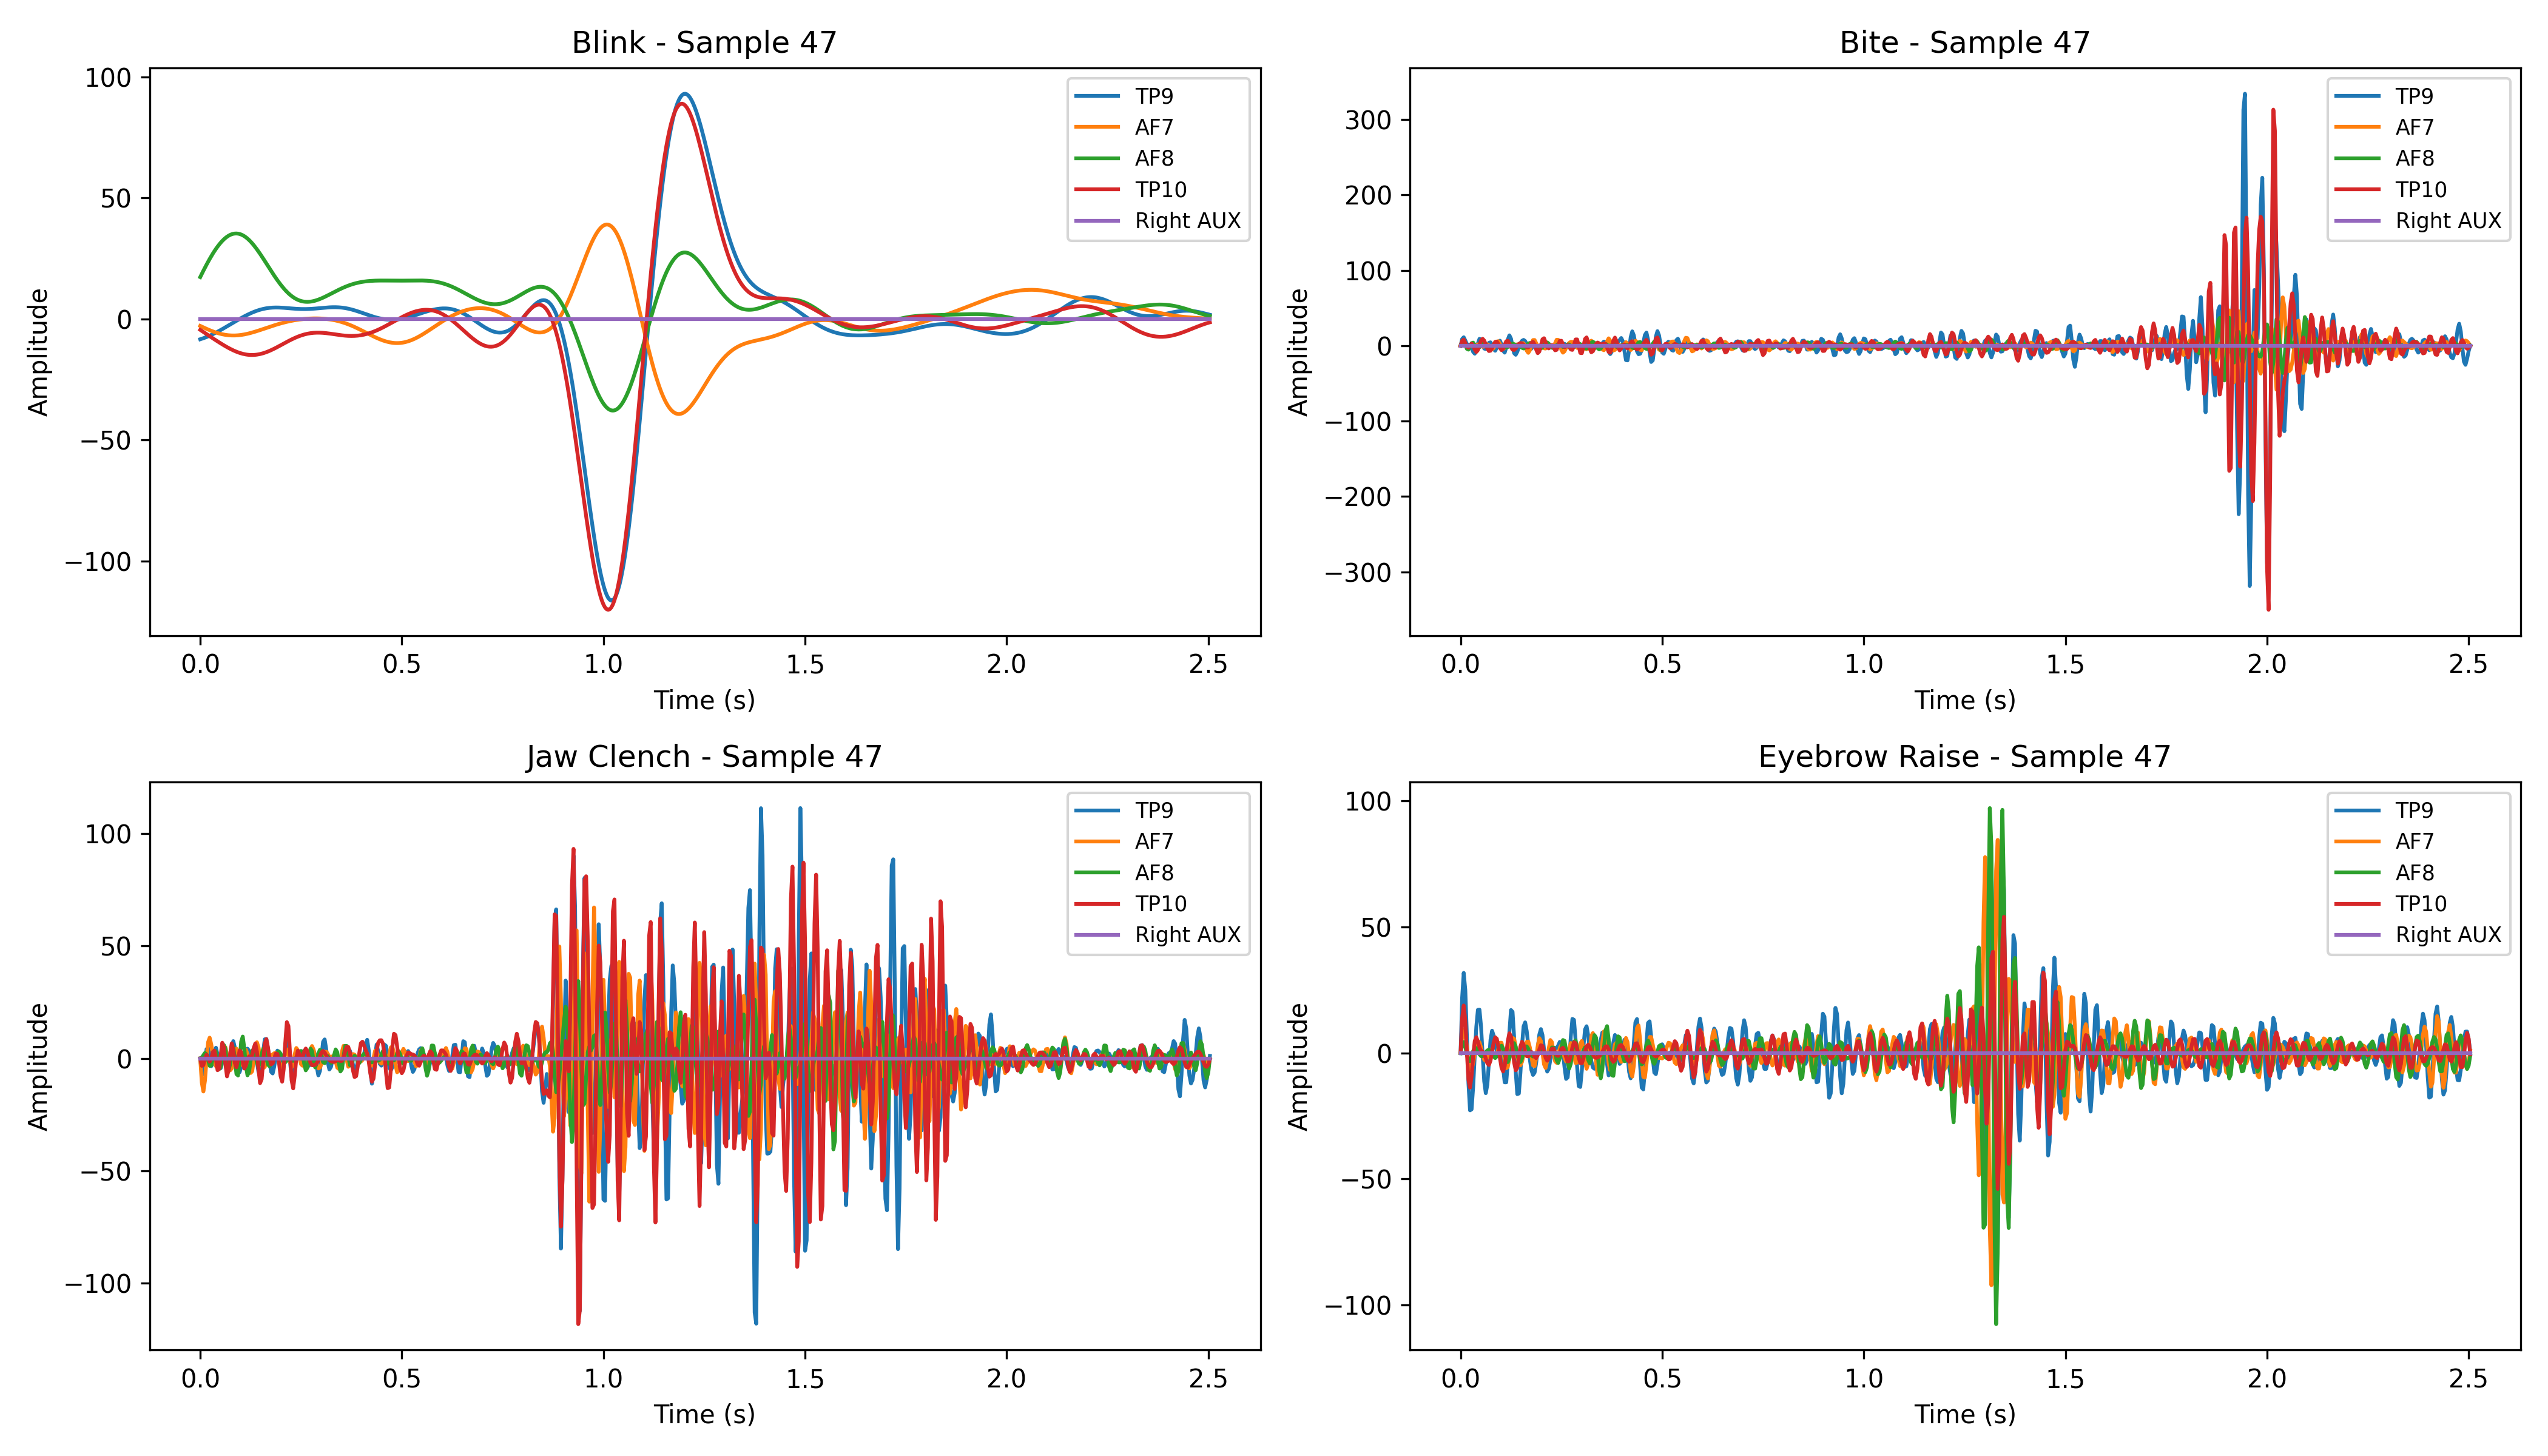 Blink - Sample 47
100
50
0
−50
−100
Amplitude
0.0 0.5 1.0 1.5 2.0 2.5
Time (s)
TP9
AF7
AF8
TP10
Right AUX
Bite - Sample 47
300
200
100
0
−100
−200
−300
Amplitude
0.0 0.5 1.0 1.5 2.0 2.5
Time (s)
TP9
AF7
AF8
TP10
Right AUX
Jaw Clench - Sample 47
100
50
0
−50
−100
Amplitude
0.0 0.5 1.0 1.5 2.0 2.5
Time (s)
TP9
AF7
AF8
TP10
Right AUX
Eyebrow Raise - Sample 47
100
50
0
−50
−100
Amplitude
0.0 0.5 1.0 1.5 2.0 2.5
Time (s)
TP9
AF7
AF8
TP10
Right AUX